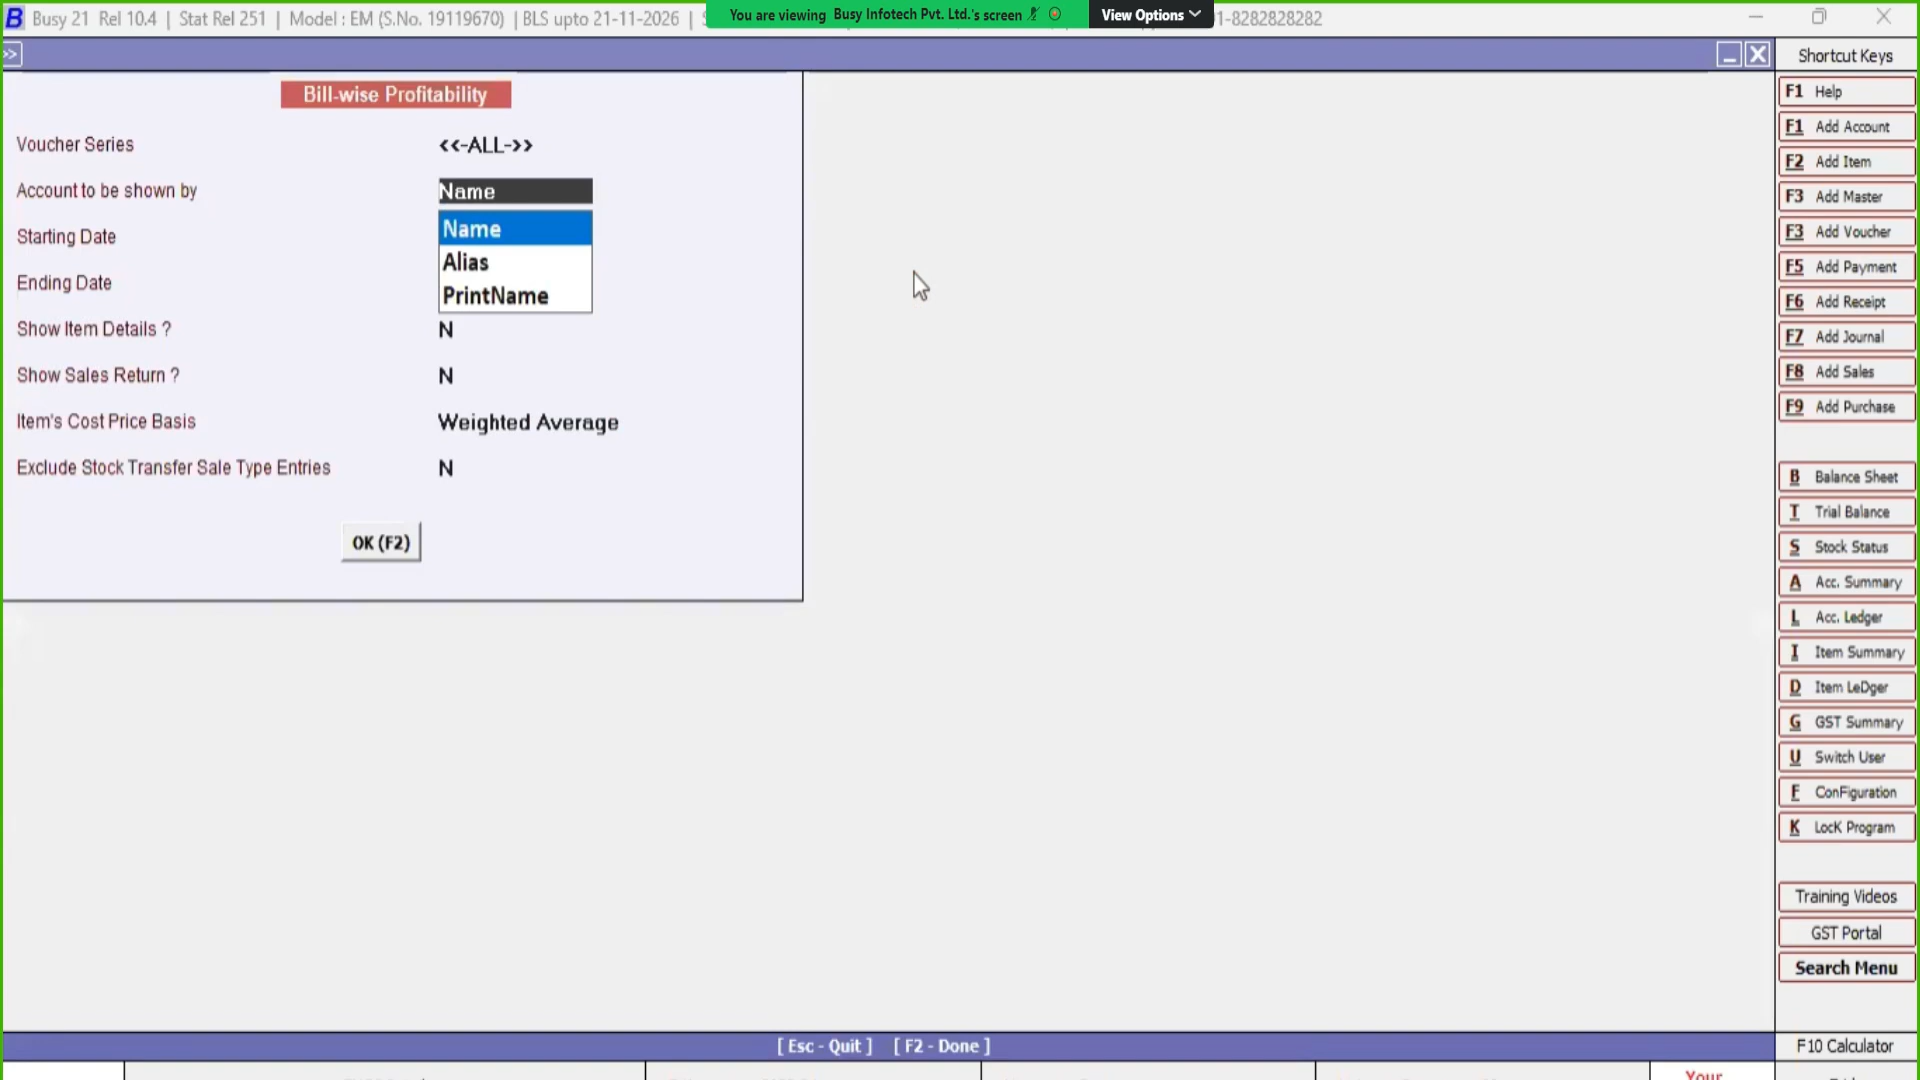 Busy 21 Rel 10.4 | Stat Rel 251 | Model : EM (S.No. 19119670) | BLS upto 21-11-2026 |
You are viewing Busy Infotech Pvt. Ltd.'s screen
View Options
1-8282828282
>>
Shortcut Keys
Bill-wise Profitability
Voucher Series <<-ALL->>
Account to be shown by Name
Name
Starting Date
Alias
Ending Date
PrintName
Show Item Details ? N
Show Sales Return ? N
Item's Cost Price Basis Weighted Average
Exclude Stock Transfer Sale Type Entries N
OK (F2)
F1 Help
F1 Add Account
F2 Add Item
F3 Add Master
F3 Add Voucher
F5 Add Payment
F6 Add Receipt
F7 Add Journal
F8 Add Sales
F9 Add Purchase
B Balance Sheet
T Trial Balance
S Stock Status
A Acc. Summary
L Acc. Ledger
I Item Summary
D Item LeDger
G GST Summary
U Switch User
F ConFiguration
K LocK Program
Training Videos
GST Portal
Search Menu
[ Esc - Quit ] [ F2 - Done ]
F10 Calculator
Your